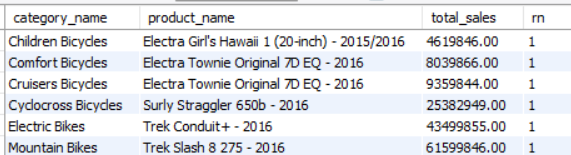 category_name product_name total_sales rn
Children Bicycles Electra Girl's Hawaii 1 (20-inch) - 2015/2016 4619846.00 1
Comfort Bicycles Electra Townie Original 7D EQ - 2016 8039866.00 1
Cruisers Bicycles Electra Townie Original 7D EQ - 2016 9359844.00 1
Cyclocross Bicycles Surly Straggler 650b - 2016 25382949.00 1
Electric Bikes Trek Conduit+ - 2016 43499855.00 1
Mountain Bikes Trek Slash 8 27.5 - 2016 61599846.00 1